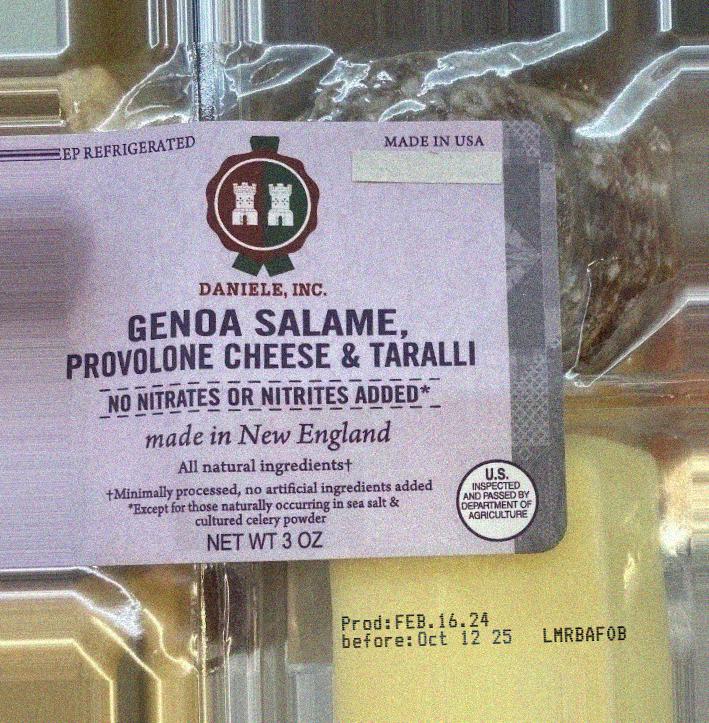 EP REFRIGERATED
MADE IN USA
DANIELE, INC.
GENOA SALAME,
PROVOLONE CHEESE & TARALLI
NO NITRATES OR NITRITES ADDED*
made in New England
All natural ingredients†
†Minimally processed, no artificial ingredients added
*Except for those naturally occurring in sea salt &
cultured celery powder
NET WT 3 OZ
U.S.
INSPECTED
AND PASSED BY
DEPARTMENT OF
AGRICULTURE
Prod:FEB.16.24
before:Oct 12 25 LMRBAFOB